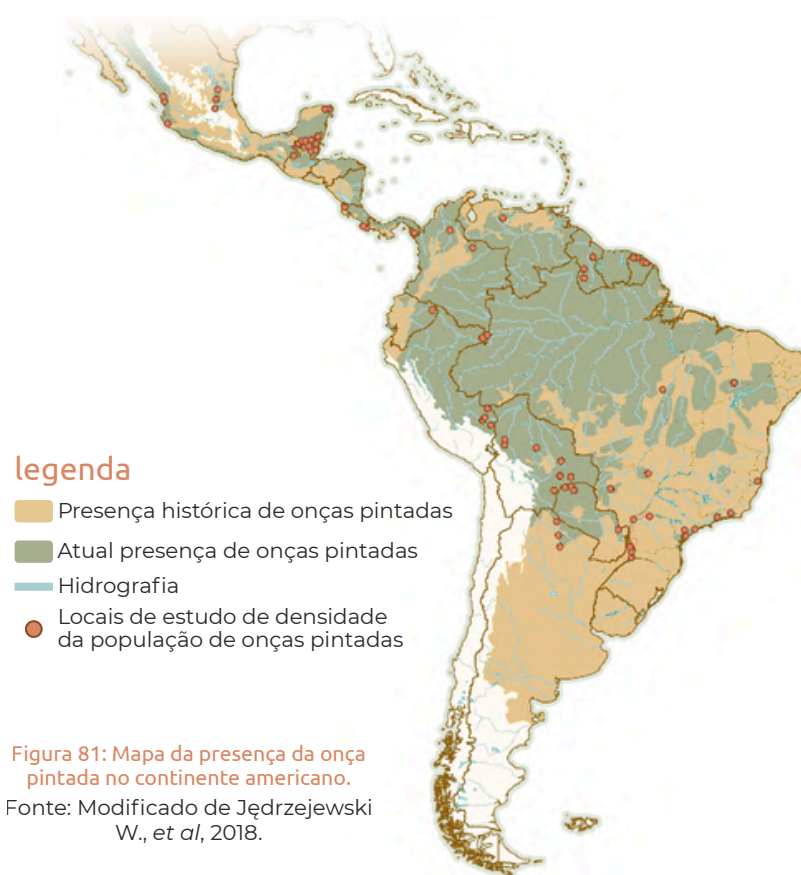 legenda
Presença histórica de onças pintadas
Atual presença de onças pintadas
Hidrografia
Locais de estudo de densidade
da população de onças pintadas
Figura 81: Mapa da presença da onça
pintada no continente americano.
Fonte: Modificado de Jędrzejewski
W., et al, 2018.